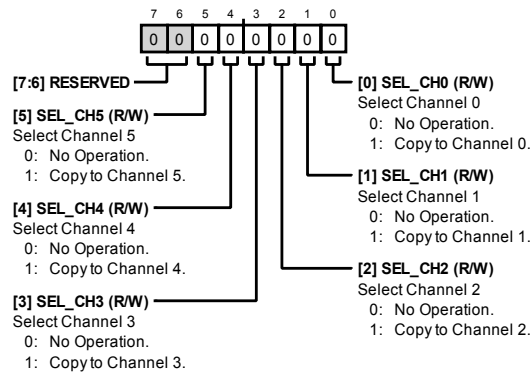 7 6 5 4 3 2 1 0
0 0 0 0 0 0 0 0
[7:6] RESERVED
[5] SEL_CH5 (R/W)
Select Channel 5
0: No Operation.
1: Copy to Channel 5.
[4] SEL_CH4 (R/W)
Select Channel 4
0: No Operation.
1: Copy to Channel 4.
[3] SEL_CH3 (R/W)
Select Channel 3
0: No Operation.
1: Copy to Channel 3.
[0] SEL_CH0 (R/W)
Select Channel 0
0: No Operation.
1: Copy to Channel 0.
[1] SEL_CH1 (R/W)
Select Channel 1
0: No Operation.
1: Copy to Channel 1.
[2] SEL_CH2 (R/W)
Select Channel 2
0: No Operation.
1: Copy to Channel 2.